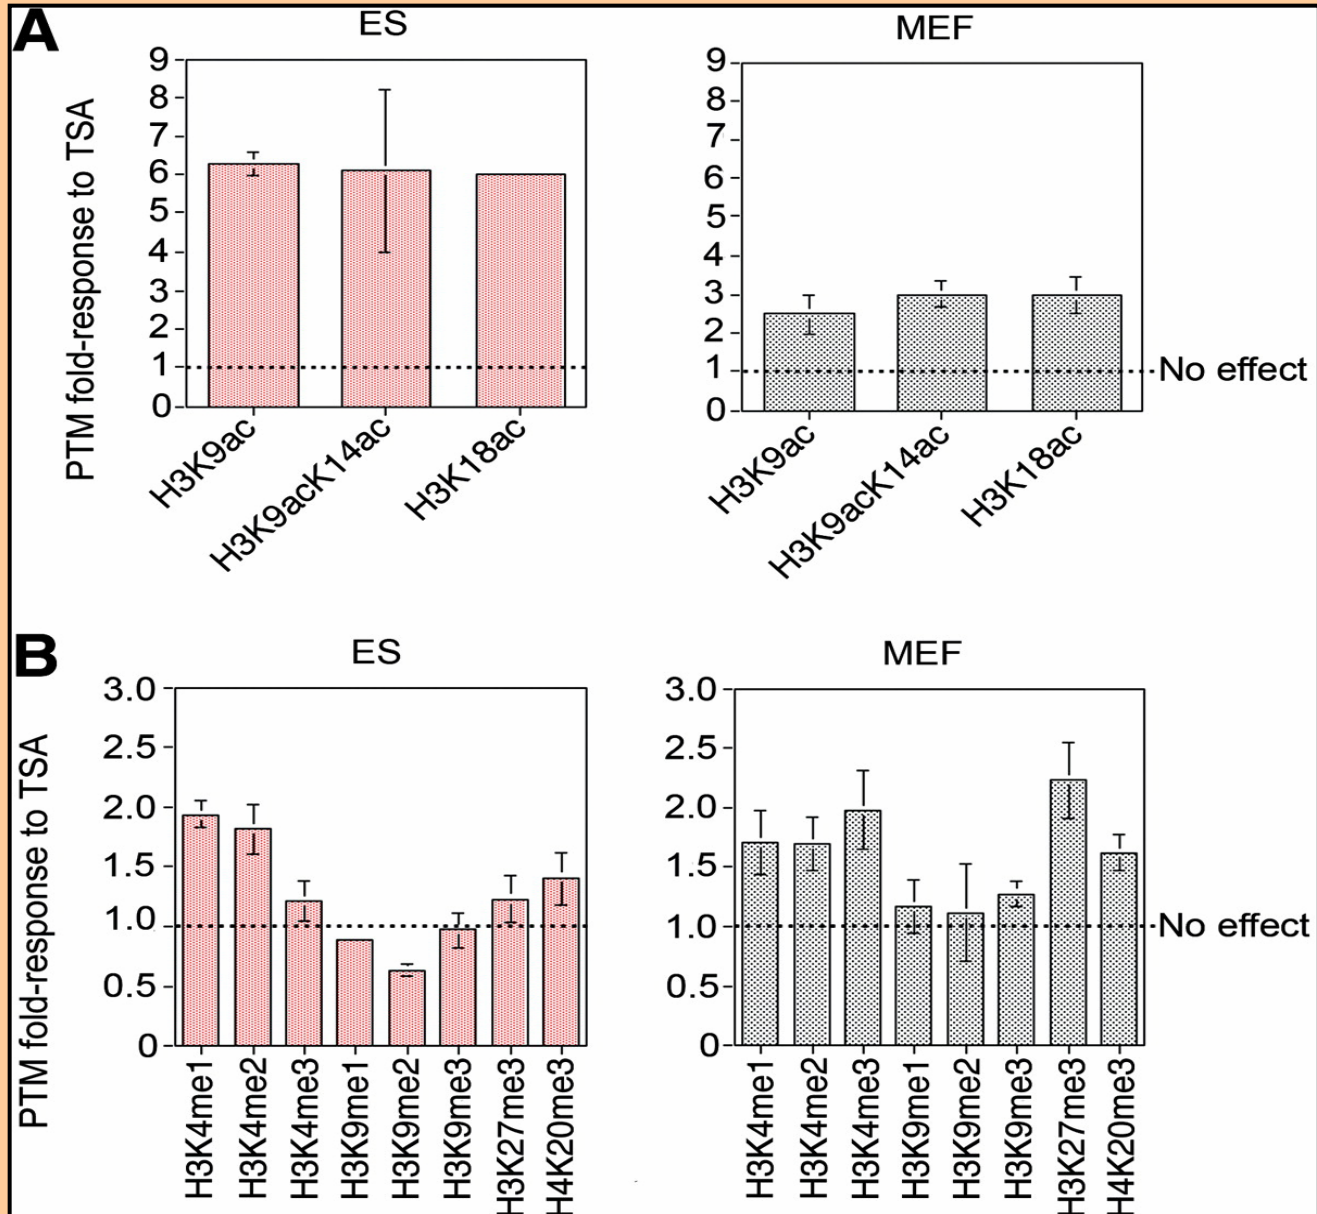 A
ES
MEF
PTM fold-response to TSA
9
8
7
6
5
4
3
2
1
0
H3K9ac
H3K9acK14ac
H3K18ac
9
8
7
6
5
4
3
2
1
0
No effect
H3K9ac
H3K9acK14ac
H3K18ac
B
ES
MEF
PTM fold-response to TSA
3.0
2.5
2.0
1.5
1.0
0.5
0
H3K4me1
H3K4me2
H3K4me3
H3K9me1
H3K9me2
H3K9me3
H3K27me3
H4K20me3
3.0
2.5
2.0
1.5
1.0
0.5
0
No effect
H3K4me1
H3K4me2
H3K4me3
H3K9me1
H3K9me2
H3K9me3
H3K27me3
H4K20me3